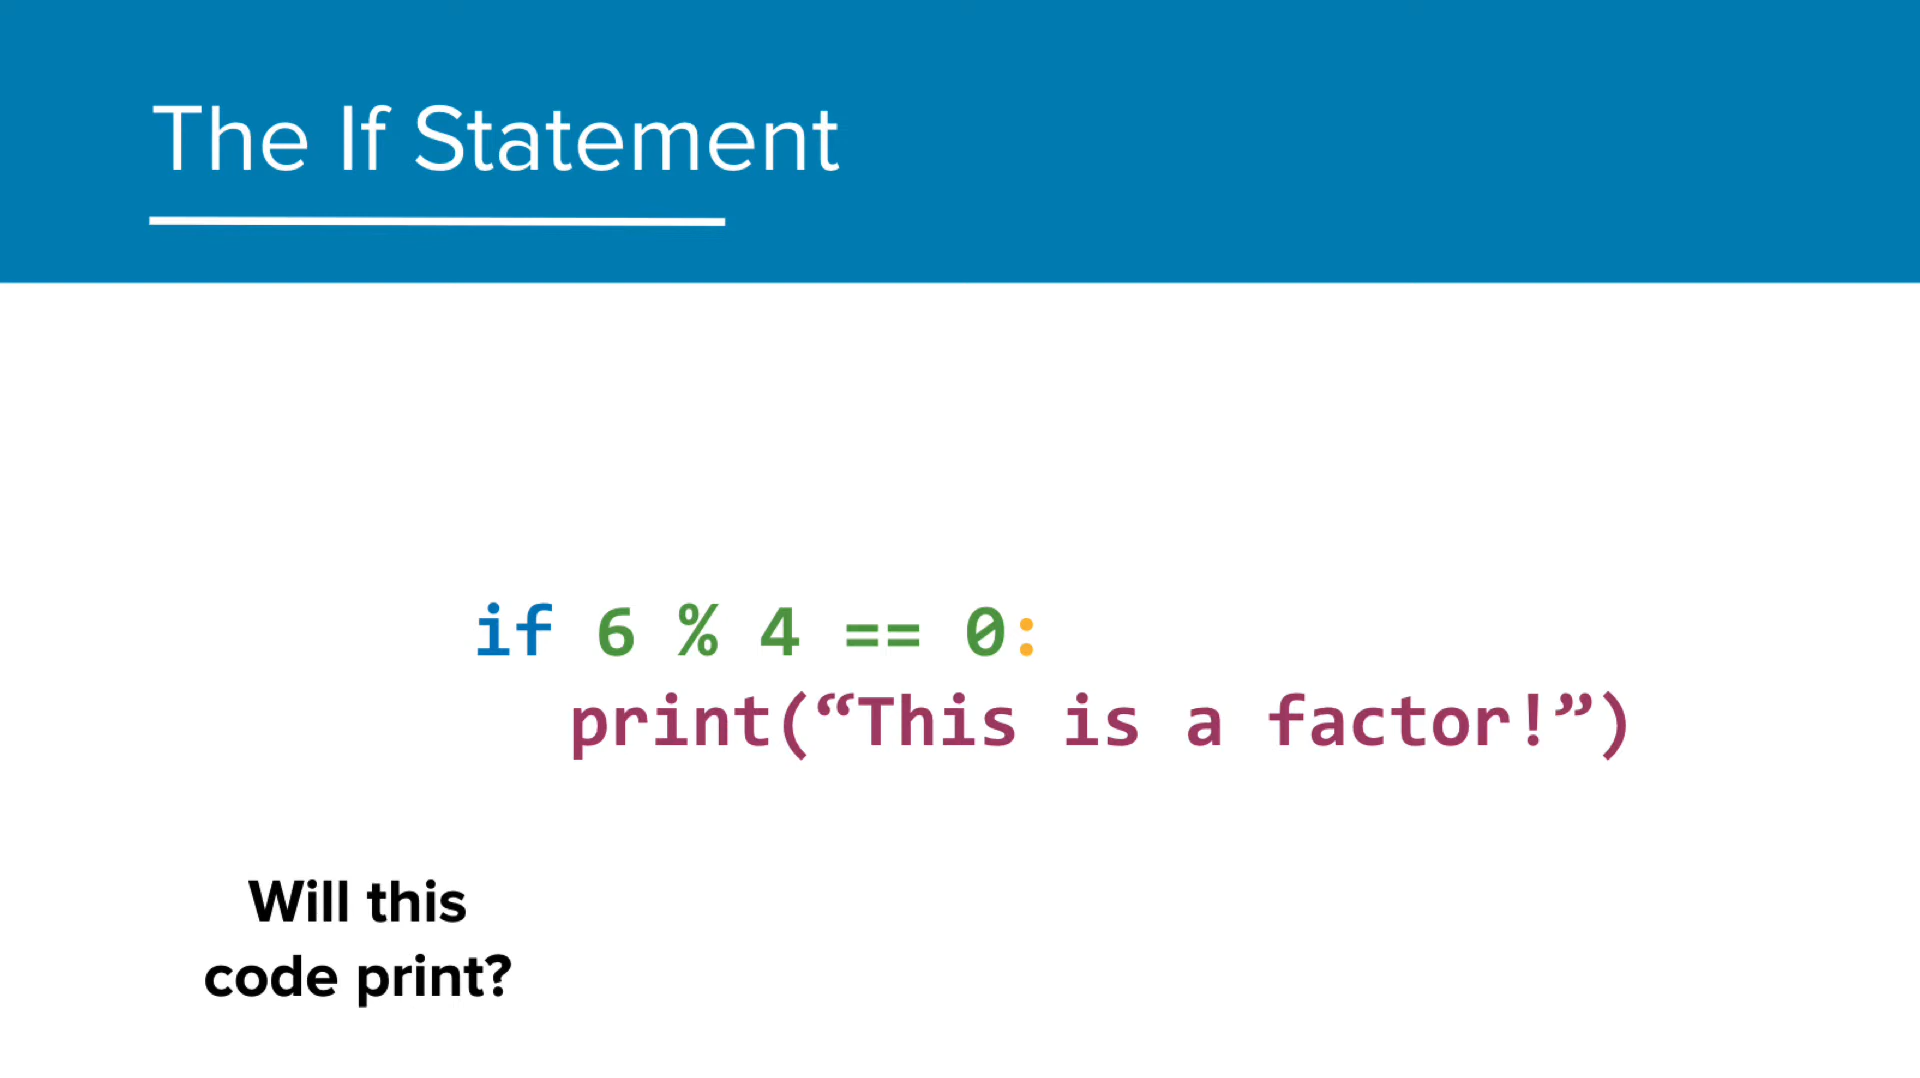 The If Statement
if 6 % 4 == 0:
print(“This is a factor!”)
Will this
code print?